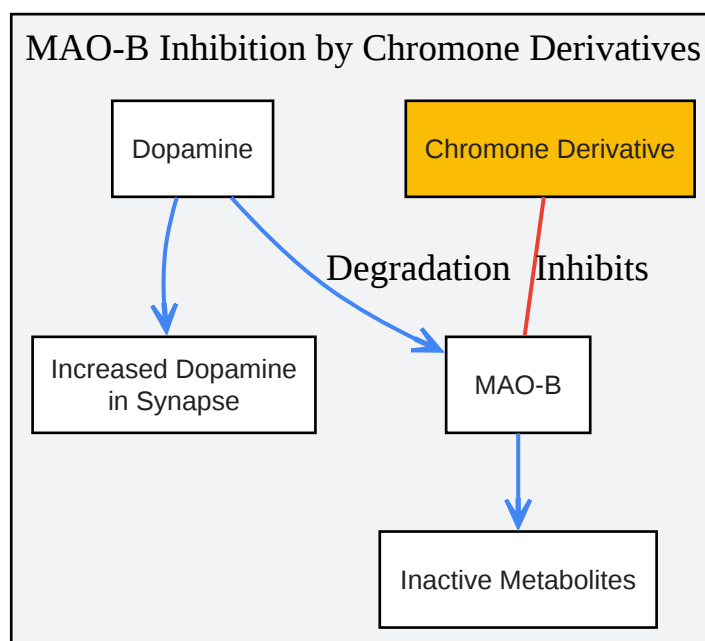 MAO-B Inhibition by Chromone Derivatives
Dopamine
Chromone Derivative
Degradation
Inhibits
Increased Dopamine
in Synapse
MAO-B
Inactive Metabolites